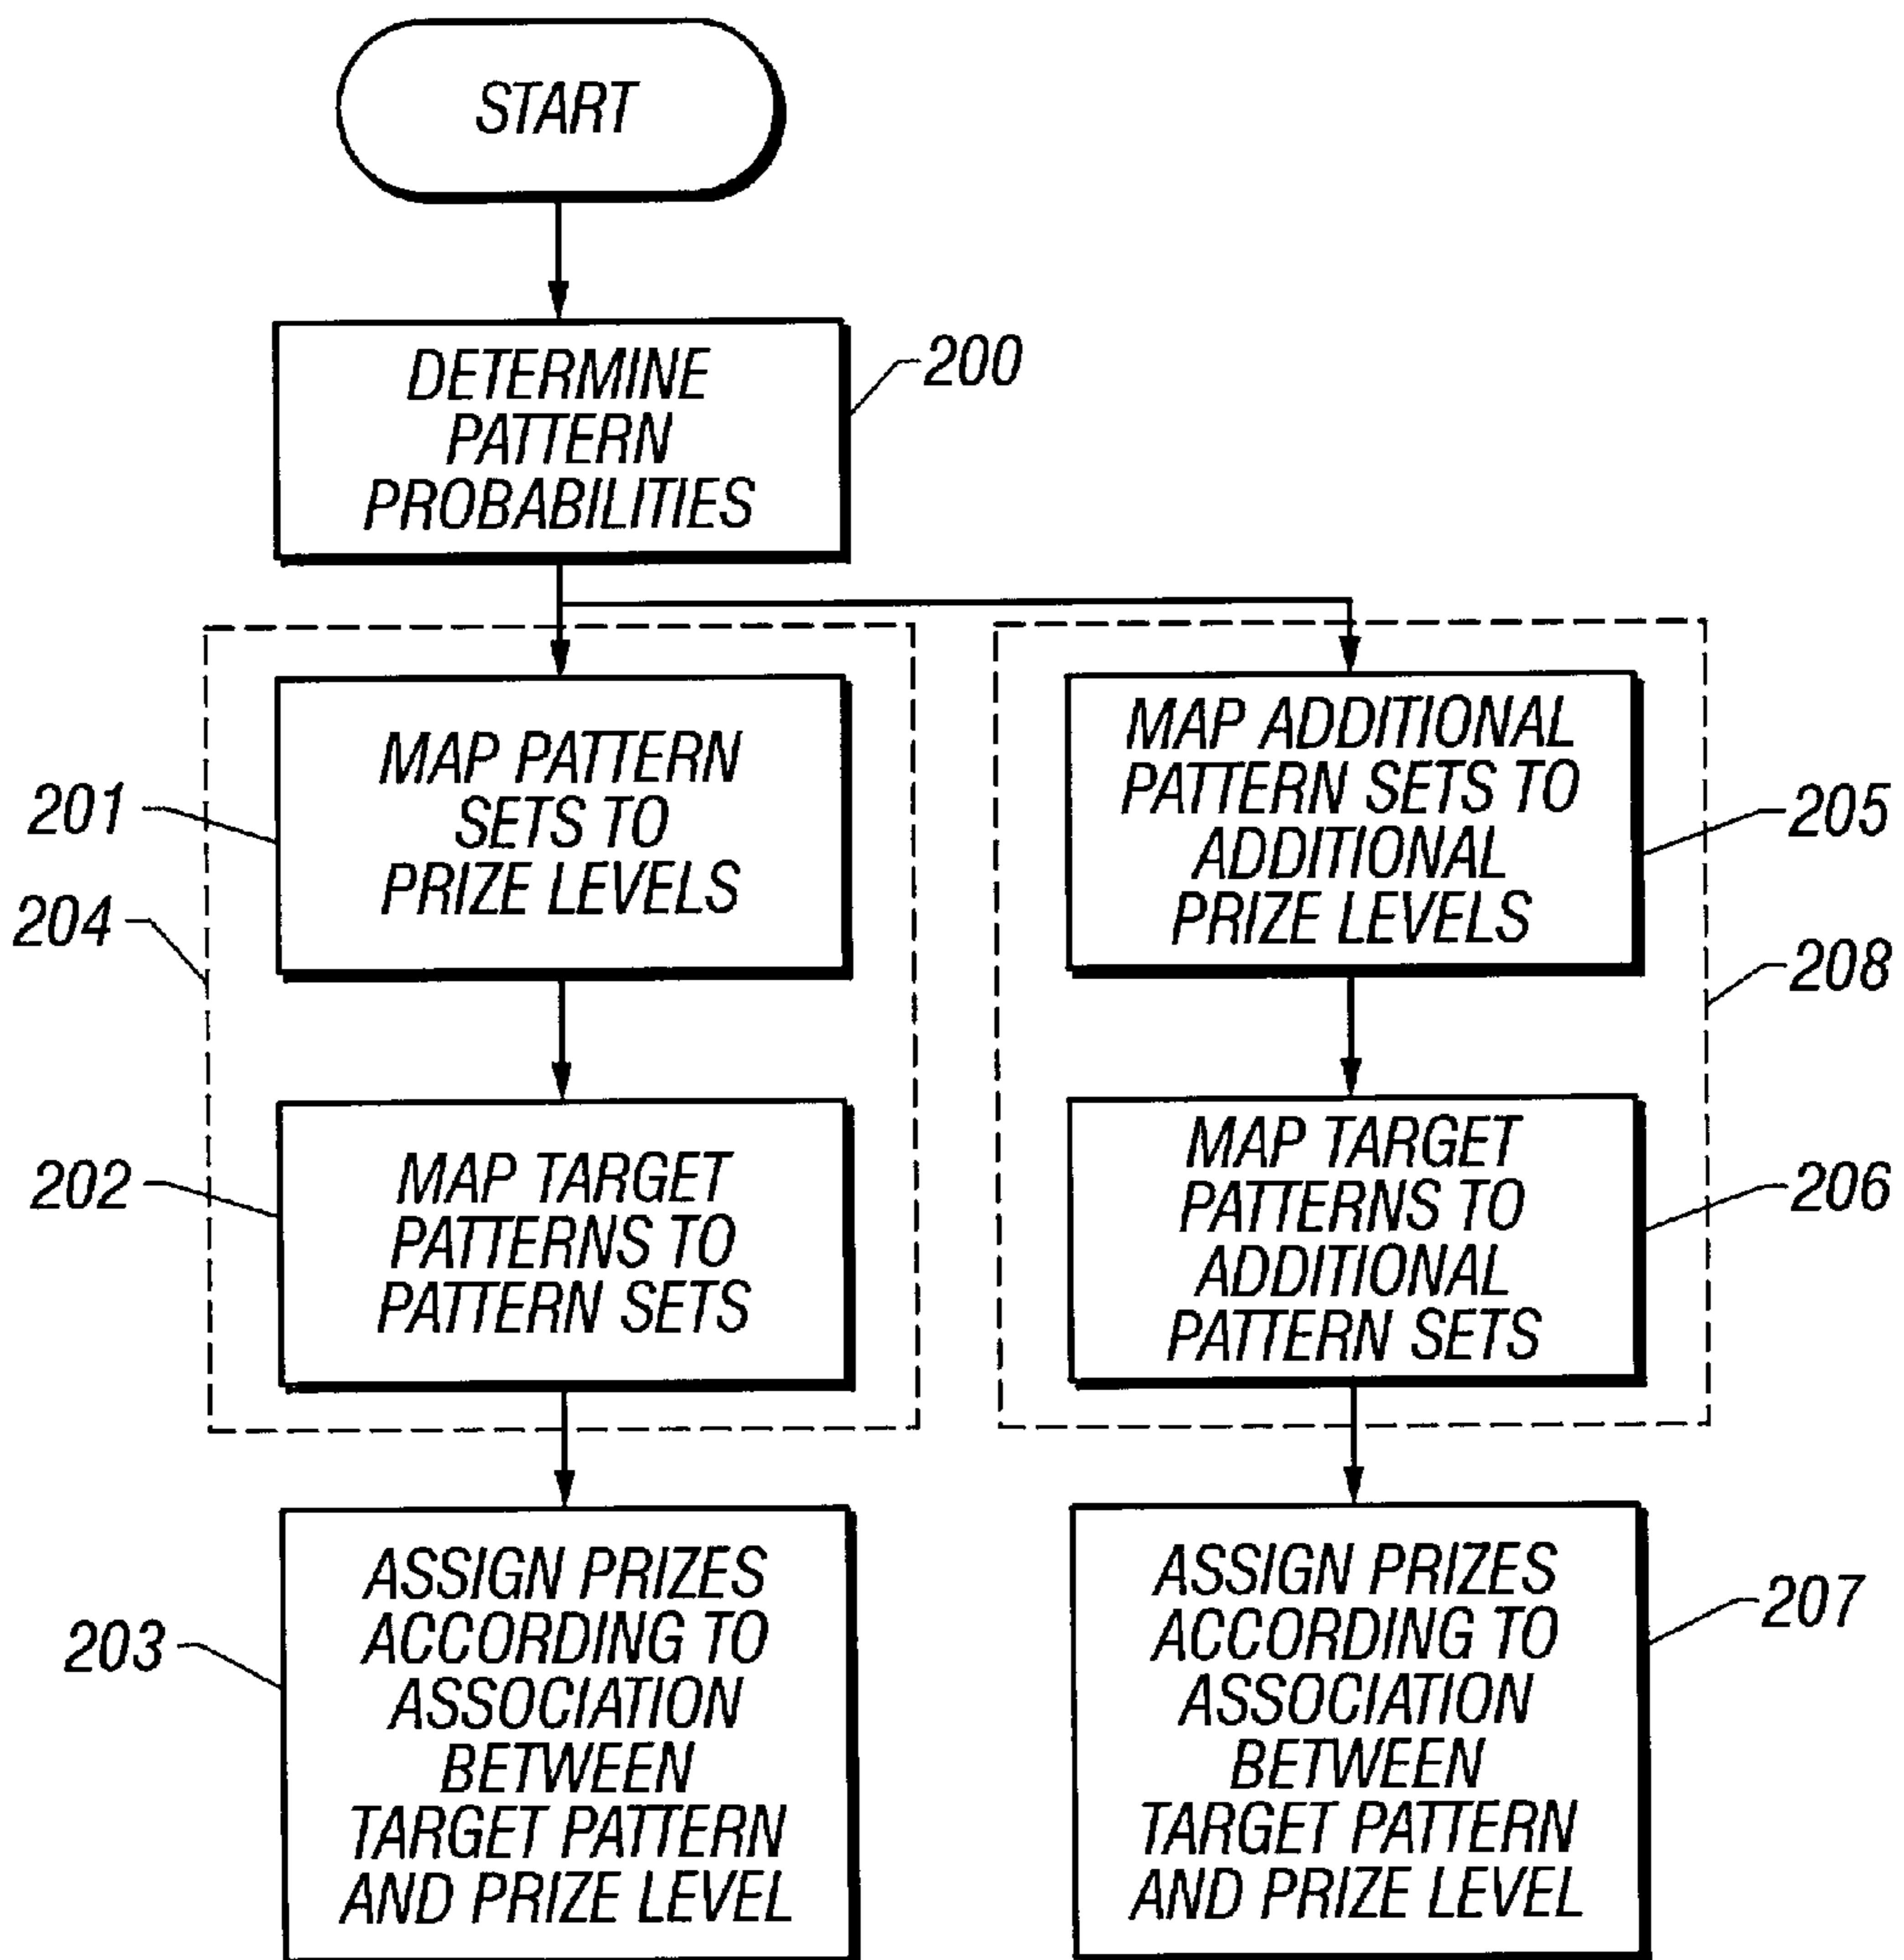 START
DETERMINE
PATTERN
PROBABILITIES
200
MAP PATTERN
SETS TO
PRIZE LEVELS
201
204
MAP TARGET
PATTERNS TO
PATTERN SETS
202
ASSIGN PRIZES
ACCORDING TO
ASSOCIATION
BETWEEN
TARGET PATTERN
AND PRIZE LEVEL
203
MAP ADDITIONAL
PATTERN SETS TO
ADDITIONAL
PRIZE LEVELS
205
208
MAP TARGET
PATTERNS TO
ADDITIONAL
PATTERN SETS
206
ASSIGN PRIZES
ACCORDING TO
ASSOCIATION
BETWEEN
TARGET PATTERN
AND PRIZE LEVEL
207